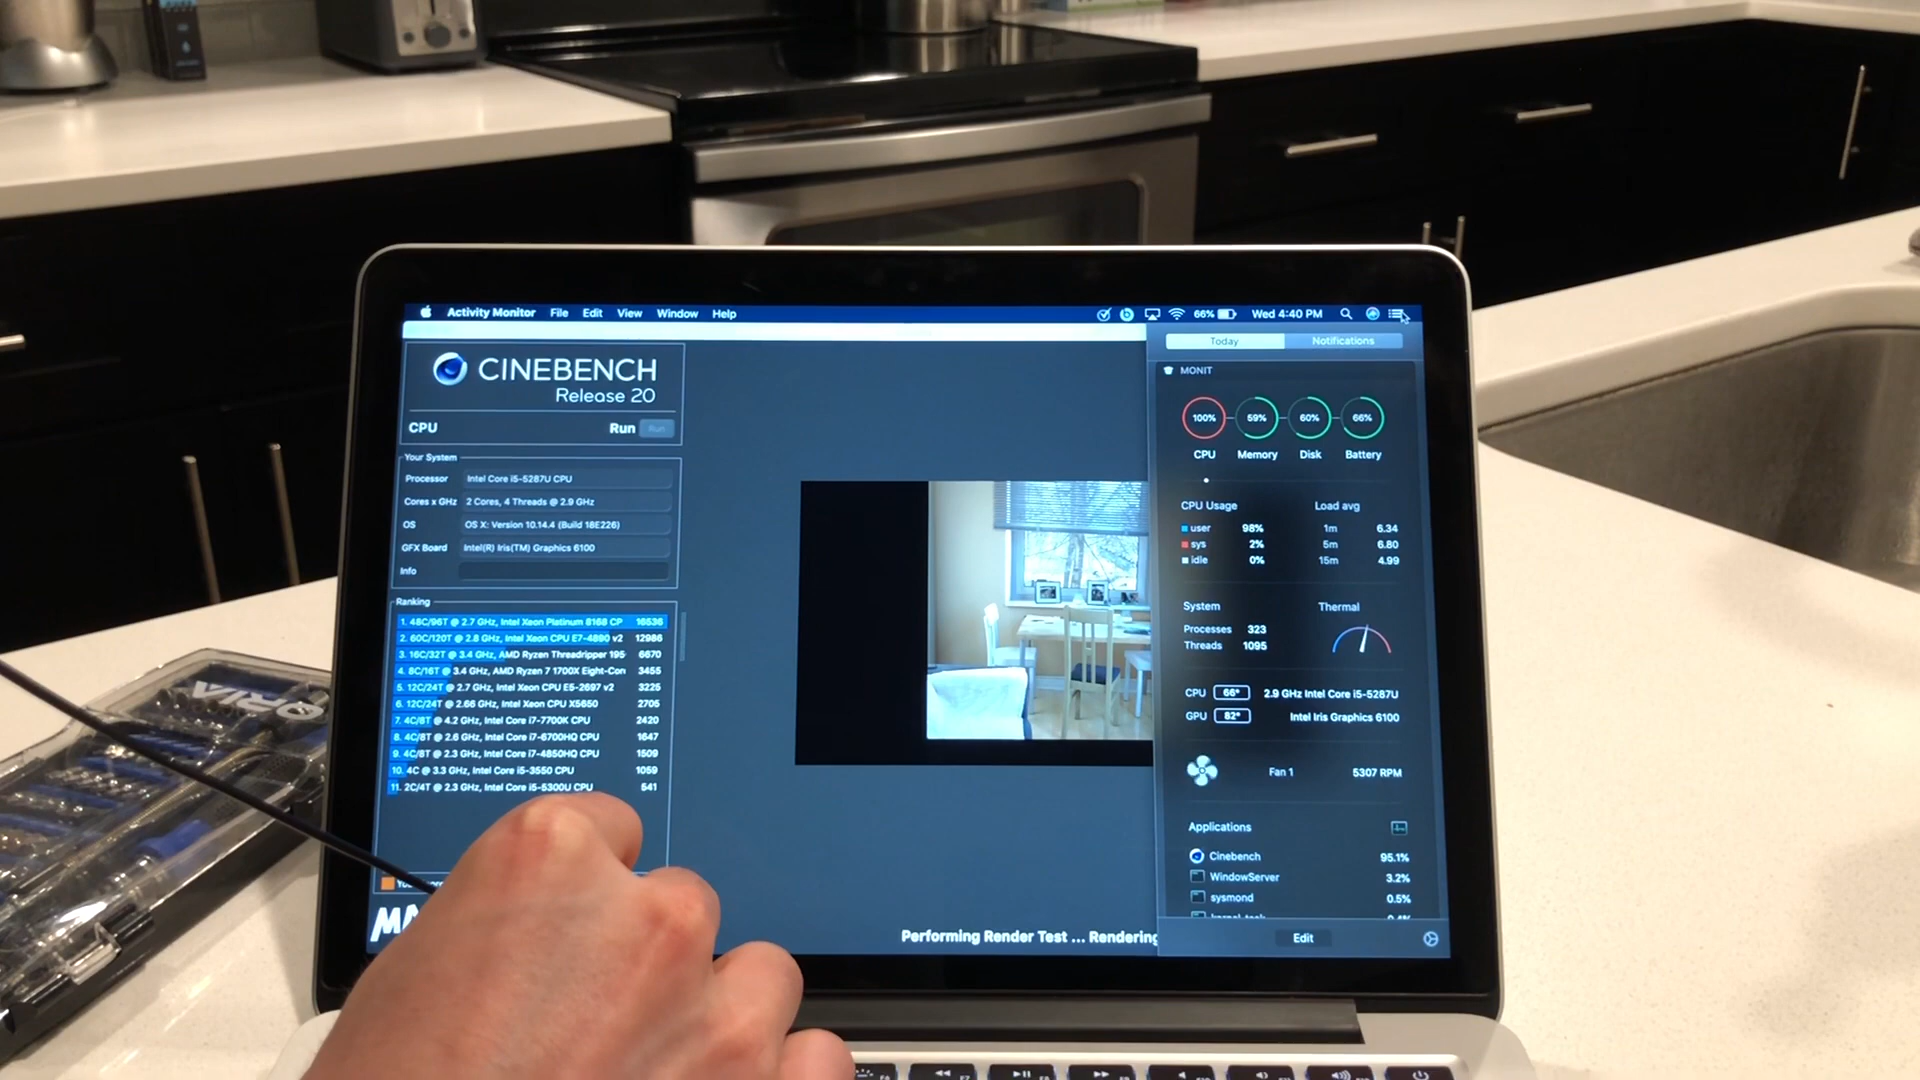 Activity Monitor File Edit View Window Help 66% Wed 4:40 PM
CINEBENCH
Release 20
CPU Run Run
Your System
Processor Intel Core i5-5287U CPU
Cores x GHz 2 Cores, 4 Threads @ 2.9 GHz
OS OS X: Version 10.14.4 (Build 18E226)
GFX Board Intel(R) Iris(TM) Graphics 6100
Info
Ranking
1. 48C/96T @ 2.7 GHz, Intel Xeon Platinum 8168 CP 16536
2. 60C/120T @ 2.8 GHz, Intel Xeon CPU E7-4890 v2 12986
3. 16C/32T @ 3.4 GHz, AMD Ryzen Threadripper 195 6670
4. 8C/16T @ 3.4 GHz, AMD Ryzen 7 1700X Eight-Con 3455
5. 12C/24T @ 2.7 GHz, Intel Xeon CPU E5-2697 v2 3225
6. 12C/24T @ 2.66 GHz, Intel Xeon CPU X5650 2705
7. 4C/8T @ 4.2 GHz, Intel Core i7-7700K CPU 2420
8. 4C/8T @ 2.6 GHz, Intel Core i7-6700HQ CPU 1647
9. 4C/8T @ 2.3 GHz, Intel Core i7-4850HQ CPU 1509
10. 4C @ 3.3 GHz, Intel Core i5-3550 CPU 1059
11. 2C/4T @ 2.3 GHz, Intel Core i5-5300U CPU 541
Performing Render Test ... Rendering
Today Notifications
MONIT
100% 59% 60% 66%
CPU Memory Disk Battery
CPU Usage Load avg
user 98% 1m 6.34
sys 2% 5m 6.80
idle 0% 15m 4.99
System Thermal
Processes 323
Threads 1095
CPU 66° 2.9 GHz Intel Core i5-5287U
GPU 82° Intel Iris Graphics 6100
Fan 1 5307 RPM
Applications
Cinebench 95.1%
WindowServer 3.2%
sysmond 0.5%
Edit
ORIA